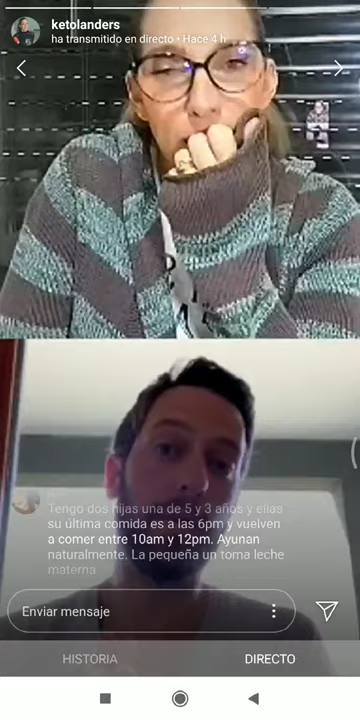 ketolanders
ha transmitido en directo • Hace 4 h
Tengo dos hijas una de 5 y 3 años y ellas
su última comida es a las 6pm y vuelven
a comer entre 10am y 12pm. Ayunan
naturalmente. La pequeña un toma leche
materna
Enviar mensaje
HISTORIA
DIRECTO